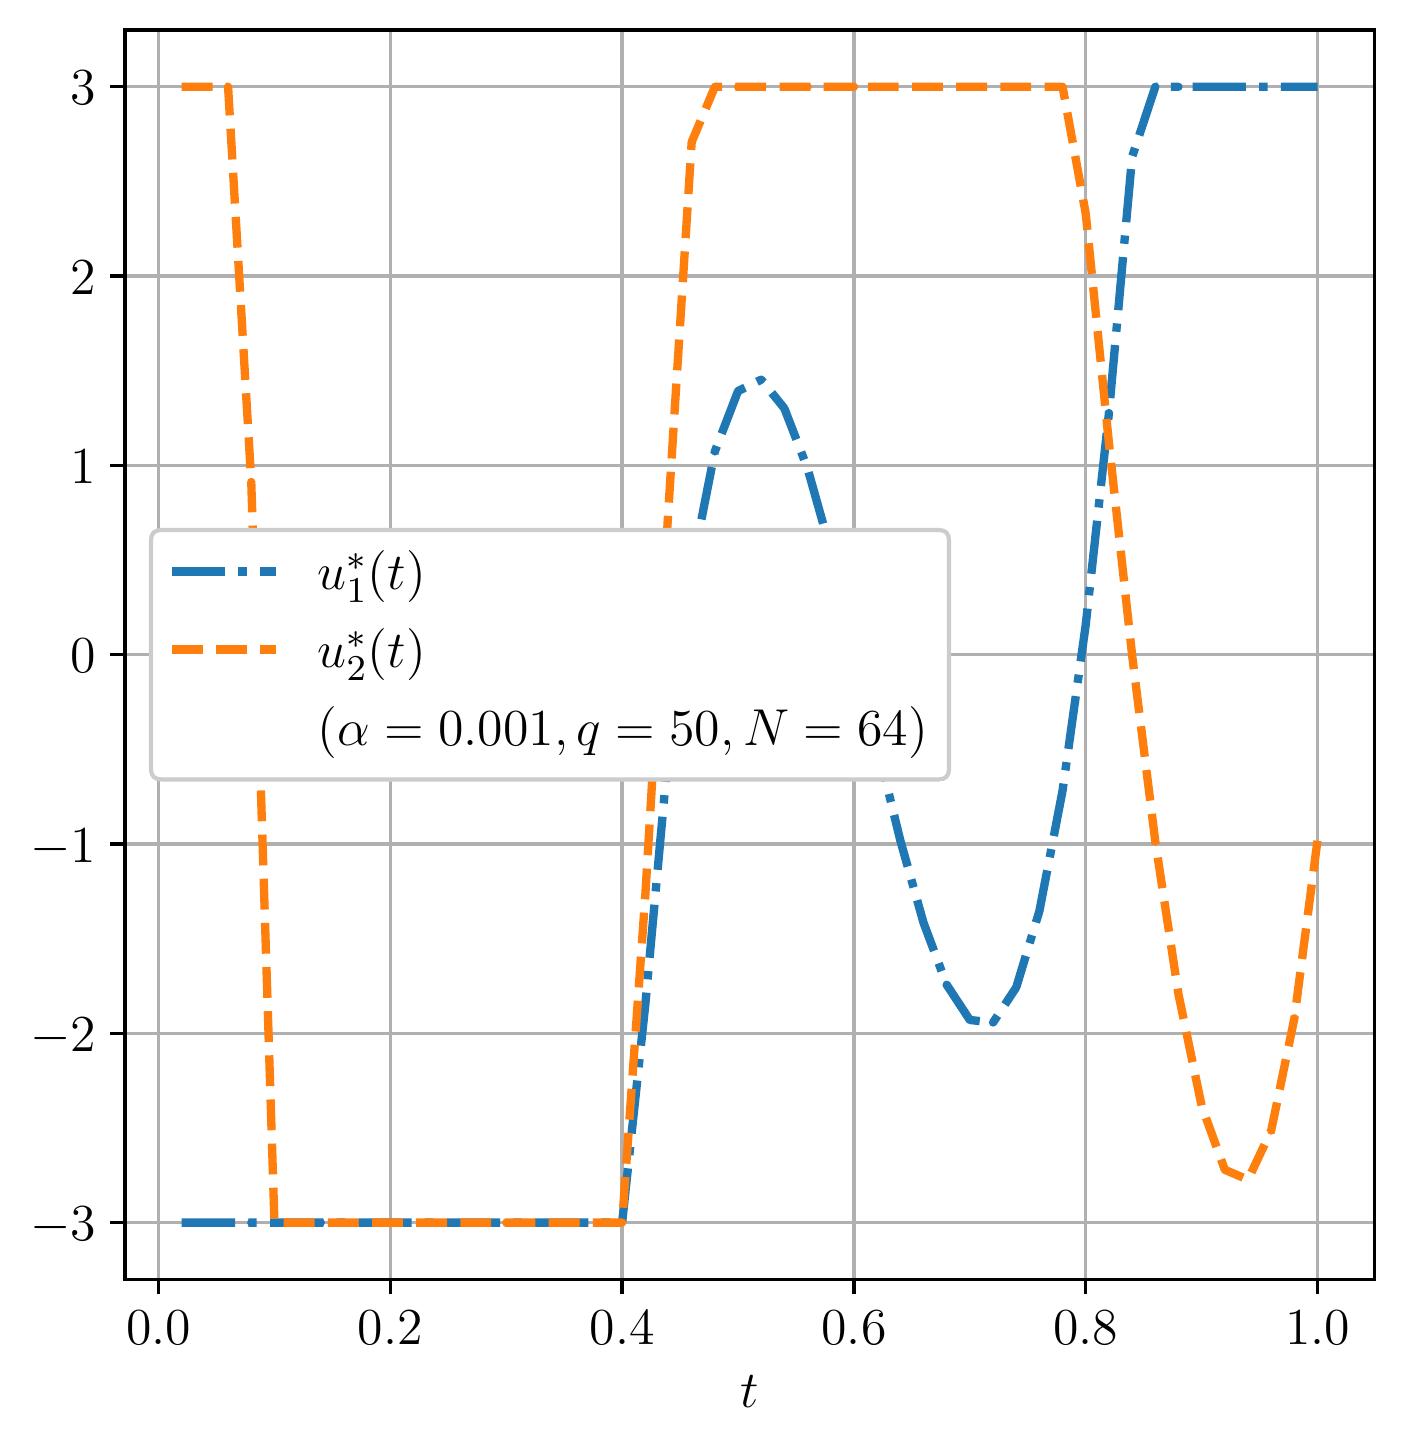 3
2
1
0
−1
−2
−3
u₁*(t)
u₂*(t)
(α = 0.001, q = 50, N = 64)
0.0 0.2 0.4 0.6 0.8 1.0
t